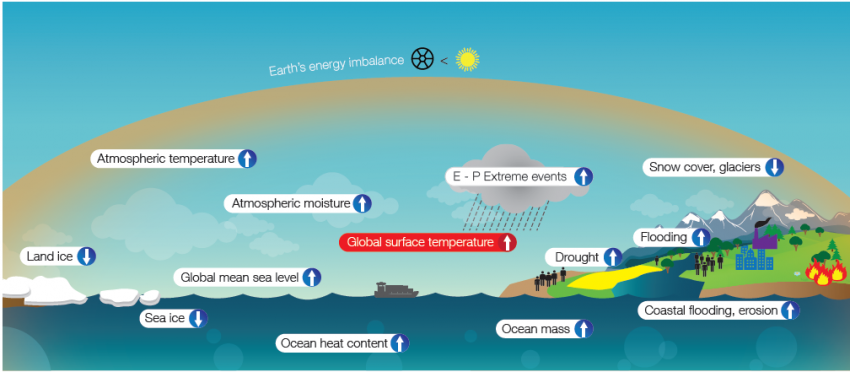 Earth's energy imbalance <
Atmospheric temperature
E - P Extreme events
Snow cover, glaciers
Atmospheric moisture
Global surface temperature
Flooding
Land ice
Drought
Global mean sea level
Sea ice
Coastal flooding, erosion
Ocean mass
Ocean heat content